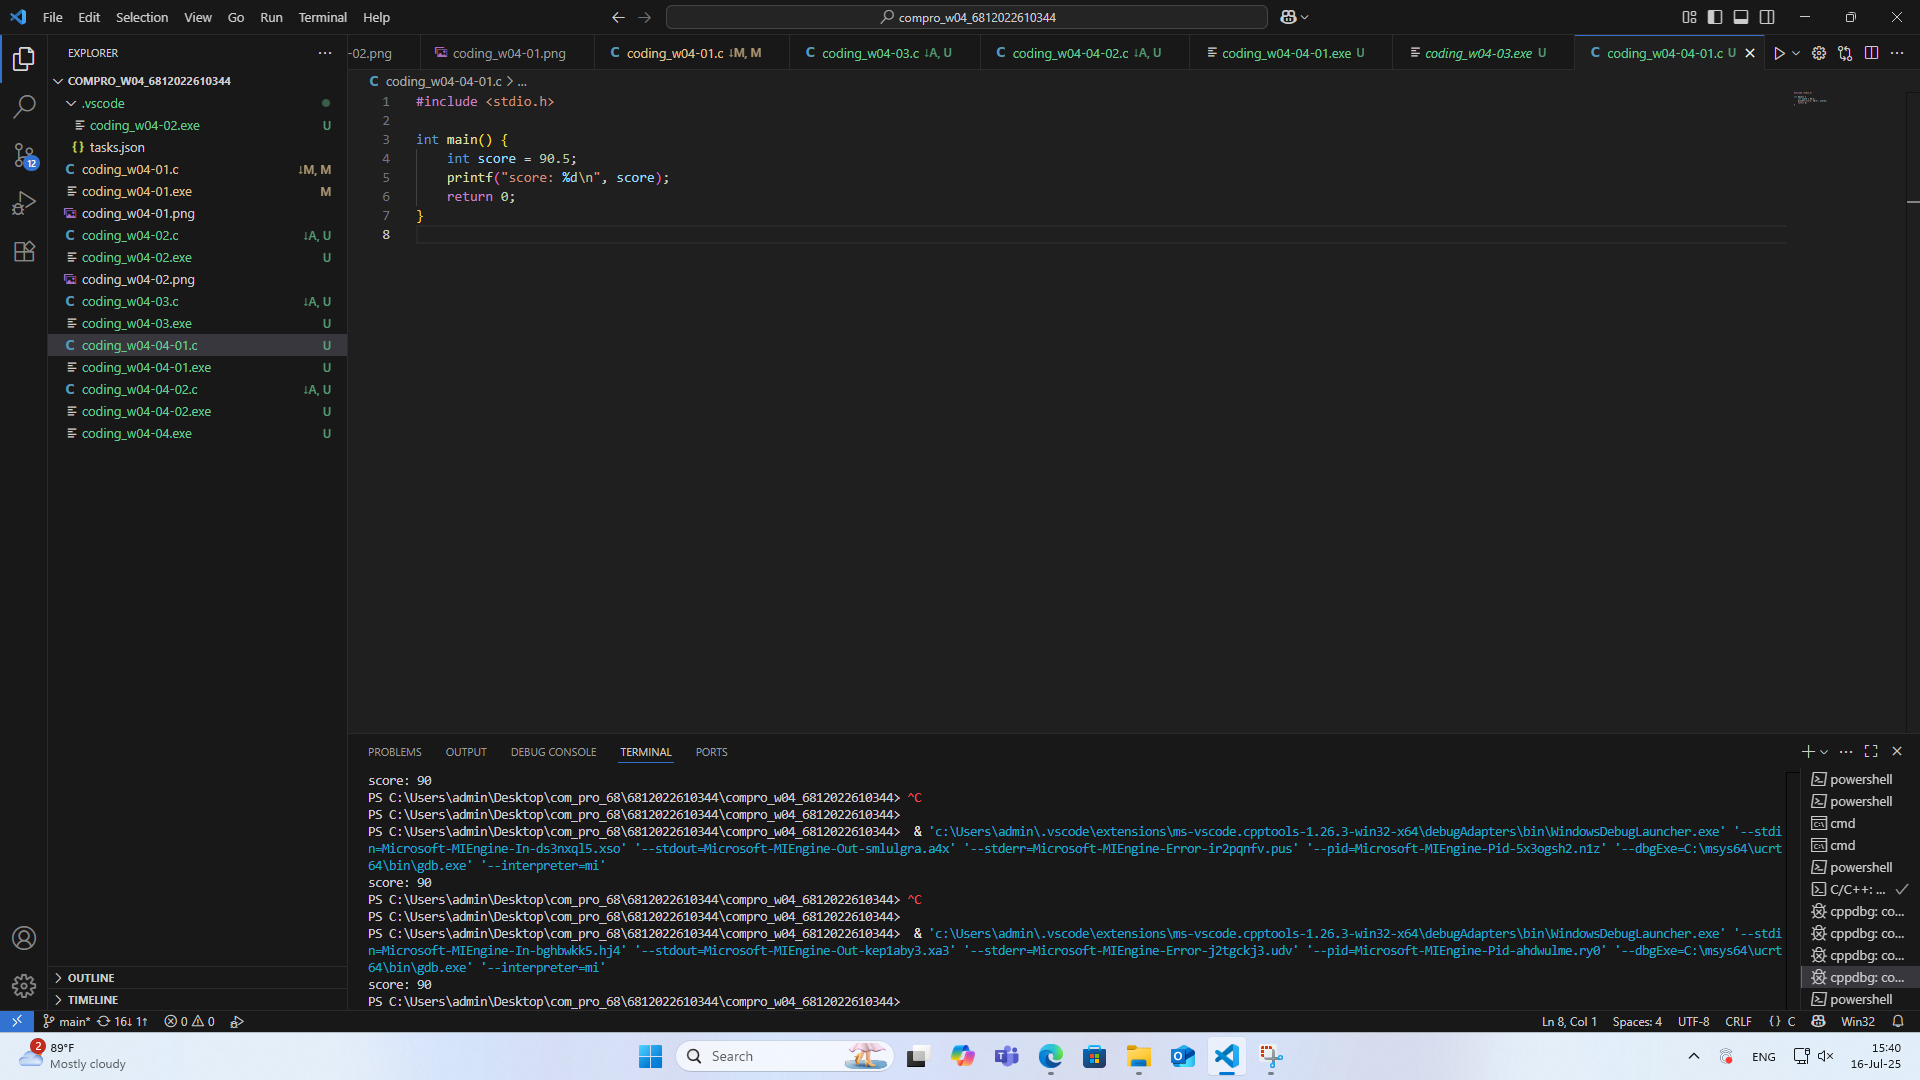 File Edit Selection View Go Run Terminal Help
compro_w04_6812022610344
EXPLORER
COMPRO_W04_6812022610344
.vscode
coding_w04-02.exe U
tasks.json
coding_w04-01.c ↓M, M
coding_w04-01.exe M
coding_w04-01.png
coding_w04-02.c ↓A, U
coding_w04-02.exe U
coding_w04-02.png
coding_w04-03.c ↓A, U
coding_w04-03.exe U
coding_w04-04-01.c U
coding_w04-04-01.exe U
coding_w04-04-02.c ↓A, U
coding_w04-04-02.exe U
coding_w04-04.exe U
12
OUTLINE
TIMELINE
-02.png coding_w04-01.png coding_w04-01.c ↓M, M coding_w04-03.c ↓A, U coding_w04-04-02.c ↓A, U coding_w04-04-01.exe U coding_w04-03.exe U coding_w04-04-01.c U
coding_w04-04-01.c > ...
1 #include <stdio.h>
2
3 int main() {
4 int score = 90.5;
5 printf("score: %d\n", score);
6 return 0;
7 }
8
PROBLEMS OUTPUT DEBUG CONSOLE TERMINAL PORTS
score: 90
PS C:\Users\admin\Desktop\com_pro_68\6812022610344\compro_w04_6812022610344> ^C
PS C:\Users\admin\Desktop\com_pro_68\6812022610344\compro_w04_6812022610344>
PS C:\Users\admin\Desktop\com_pro_68\6812022610344\compro_w04_6812022610344> & 'c:\Users\admin\.vscode\extensions\ms-vscode.cpptools-1.26.3-win32-x64\debugAdapters\bin\WindowsDebugLauncher.exe' '--stdi
n=Microsoft-MIEngine-In-ds3nxql5.xso' '--stdout=Microsoft-MIEngine-Out-smlulgra.a4x' '--stderr=Microsoft-MIEngine-Error-ir2pqnfv.pus' '--pid=Microsoft-MIEngine-Pid-5x3ogsh2.n1z' '--dbgExe=C:\msys64\ucrt
64\bin\gdb.exe' '--interpreter=mi'
score: 90
PS C:\Users\admin\Desktop\com_pro_68\6812022610344\compro_w04_6812022610344> ^C
PS C:\Users\admin\Desktop\com_pro_68\6812022610344\compro_w04_6812022610344>
PS C:\Users\admin\Desktop\com_pro_68\6812022610344\compro_w04_6812022610344> & 'c:\Users\admin\.vscode\extensions\ms-vscode.cpptools-1.26.3-win32-x64\debugAdapters\bin\WindowsDebugLauncher.exe' '--stdi
n=Microsoft-MIEngine-In-bghbwkk5.hj4' '--stdout=Microsoft-MIEngine-Out-kep1aby3.xa3' '--stderr=Microsoft-MIEngine-Error-j2tgckj3.udv' '--pid=Microsoft-MIEngine-Pid-ahdwulme.ry0' '--dbgExe=C:\msys64\ucrt
64\bin\gdb.exe' '--interpreter=mi'
score: 90
PS C:\Users\admin\Desktop\com_pro_68\6812022610344\compro_w04_6812022610344>
powershell
powershell
cmd
cmd
powershell
C/C++: ...
cppdbg: co...
cppdbg: co...
cppdbg: co...
cppdbg: co...
powershell
main* 16↓ 1↑ 0 0
Ln 8, Col 1 Spaces: 4 UTF-8 CRLF {} C Win32
2
89°F
Mostly cloudy
Search
ENG
15:40
16-Jul-25